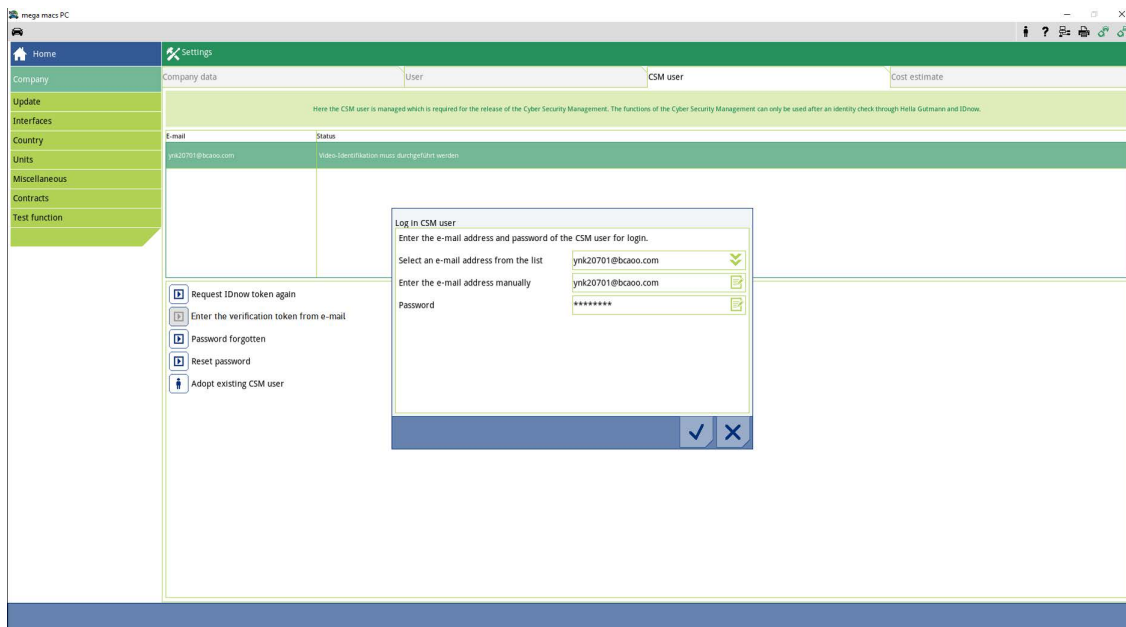 mega macs PC
Home
Settings
Company
Company data
User
CSM user
Cost estimate
Update
Interfaces
Country
Units
Miscellaneous
Contracts
Test function
Here the CSM user is managed which is required for the release of the Cyber Security Management. The functions of the Cyber Security Management can only be used after an identity check through Hella Gutmann and IDnow.
E-mail
Status
ynk20701@bcaoo.com
Video-Identifikation muss durchgeführt werden
Log in CSM user
Enter the e-mail address and password of the CSM user for login.
Select an e-mail address from the list
ynk20701@bcaoo.com
Enter the e-mail address manually
ynk20701@bcaoo.com
Password
********
Request IDnow token again
Enter the verification token from e-mail
Password forgotten
Reset password
Adopt existing CSM user